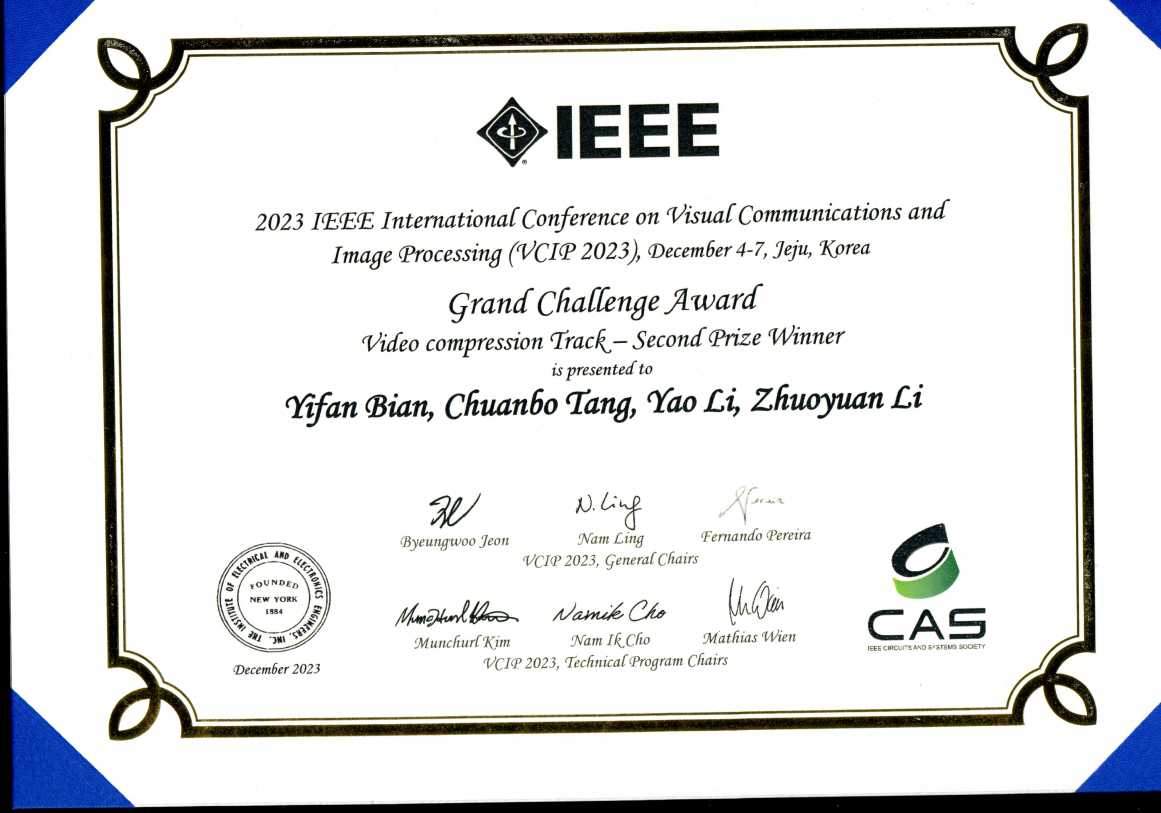 IEEE
2023 IEEE International Conference on Visual Communications and
Image Processing (VCIP 2023), December 4-7, Jeju, Korea
Grand Challenge Award
Video compression Track – Second Prize Winner
is presented to
Yifan Bian, Chuanbo Tang, Yao Li, Zhuoyuan Li
N. Ling
Byeungwoo Jeon
Nam Ling
Fernando Pereira
VCIP 2023, General Chairs
Namik Cho
Munchurl Kim
Nam Ik Cho
Mathias Wien
VCIP 2023, Technical Program Chairs
THE INSTITUTE OF ELECTRICAL AND ELECTRONICS ENGINEERS, INC.
FOUNDED
NEW YORK
1884
December 2023
CAS
IEEE CIRCUITS AND SYSTEMS SOCIETY